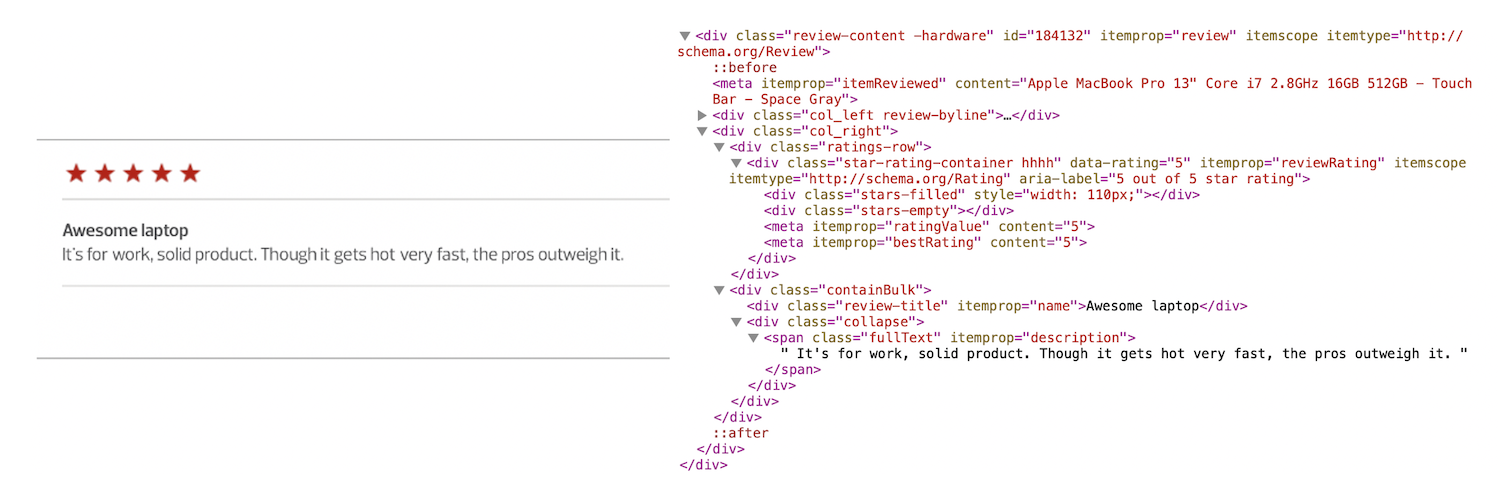 Awesome laptop
It's for work, solid product. Though it gets hot very fast, the pros outweigh it.
<div class="review-content -hardware" id="184132" itemprop="review" itemscope itemtype="http://
schema.org/Review">
::before
<meta itemprop="itemReviewed" content="Apple MacBook Pro 13" Core i7 2.8GHz 16GB 512GB - Touch
Bar - Space Gray">
<div class="col_left review-byline">…</div>
<div class="col_right">
<div class="ratings-row">
<div class="star-rating-container hhhh" data-rating="5" itemprop="reviewRating" itemscope
itemtype="http://schema.org/Rating" aria-label="5 out of 5 star rating">
<div class="stars-filled" style="width: 110px;"></div>
<div class="stars-empty"></div>
<meta itemprop="ratingValue" content="5">
<meta itemprop="bestRating" content="5">
</div>
</div>
<div class="containBulk">
<div class="review-title" itemprop="name">Awesome laptop</div>
<div class="collapse">
<span class="fullText" itemprop="description">
" It's for work, solid product. Though it gets hot very fast, the pros outweigh it. "
</span>
</div>
</div>
</div>
::after
</div>
</div>